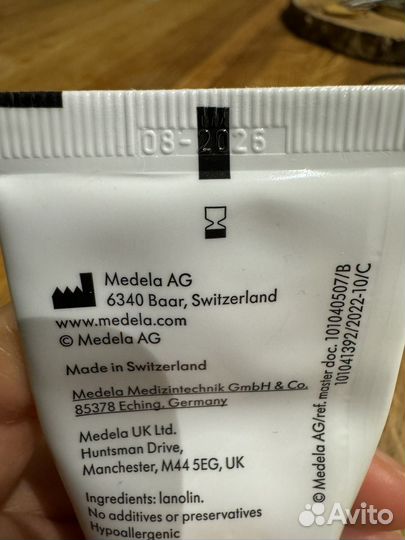 08-2026
Medela AG
6340 Baar, Switzerland
www.medela.com
© Medela AG
Made in Switzerland
Medela Medizintechnik GmbH & Co.
85378 Eching, Germany
Medela UK Ltd.
Huntsman Drive,
Manchester, M44 5EG, UK
Ingredients: lanolin.
No additives or preservatives
Hypoallergenic
© Medela AG/ref. master doc. 101040507/B
101041392/2022-10/C
Avito